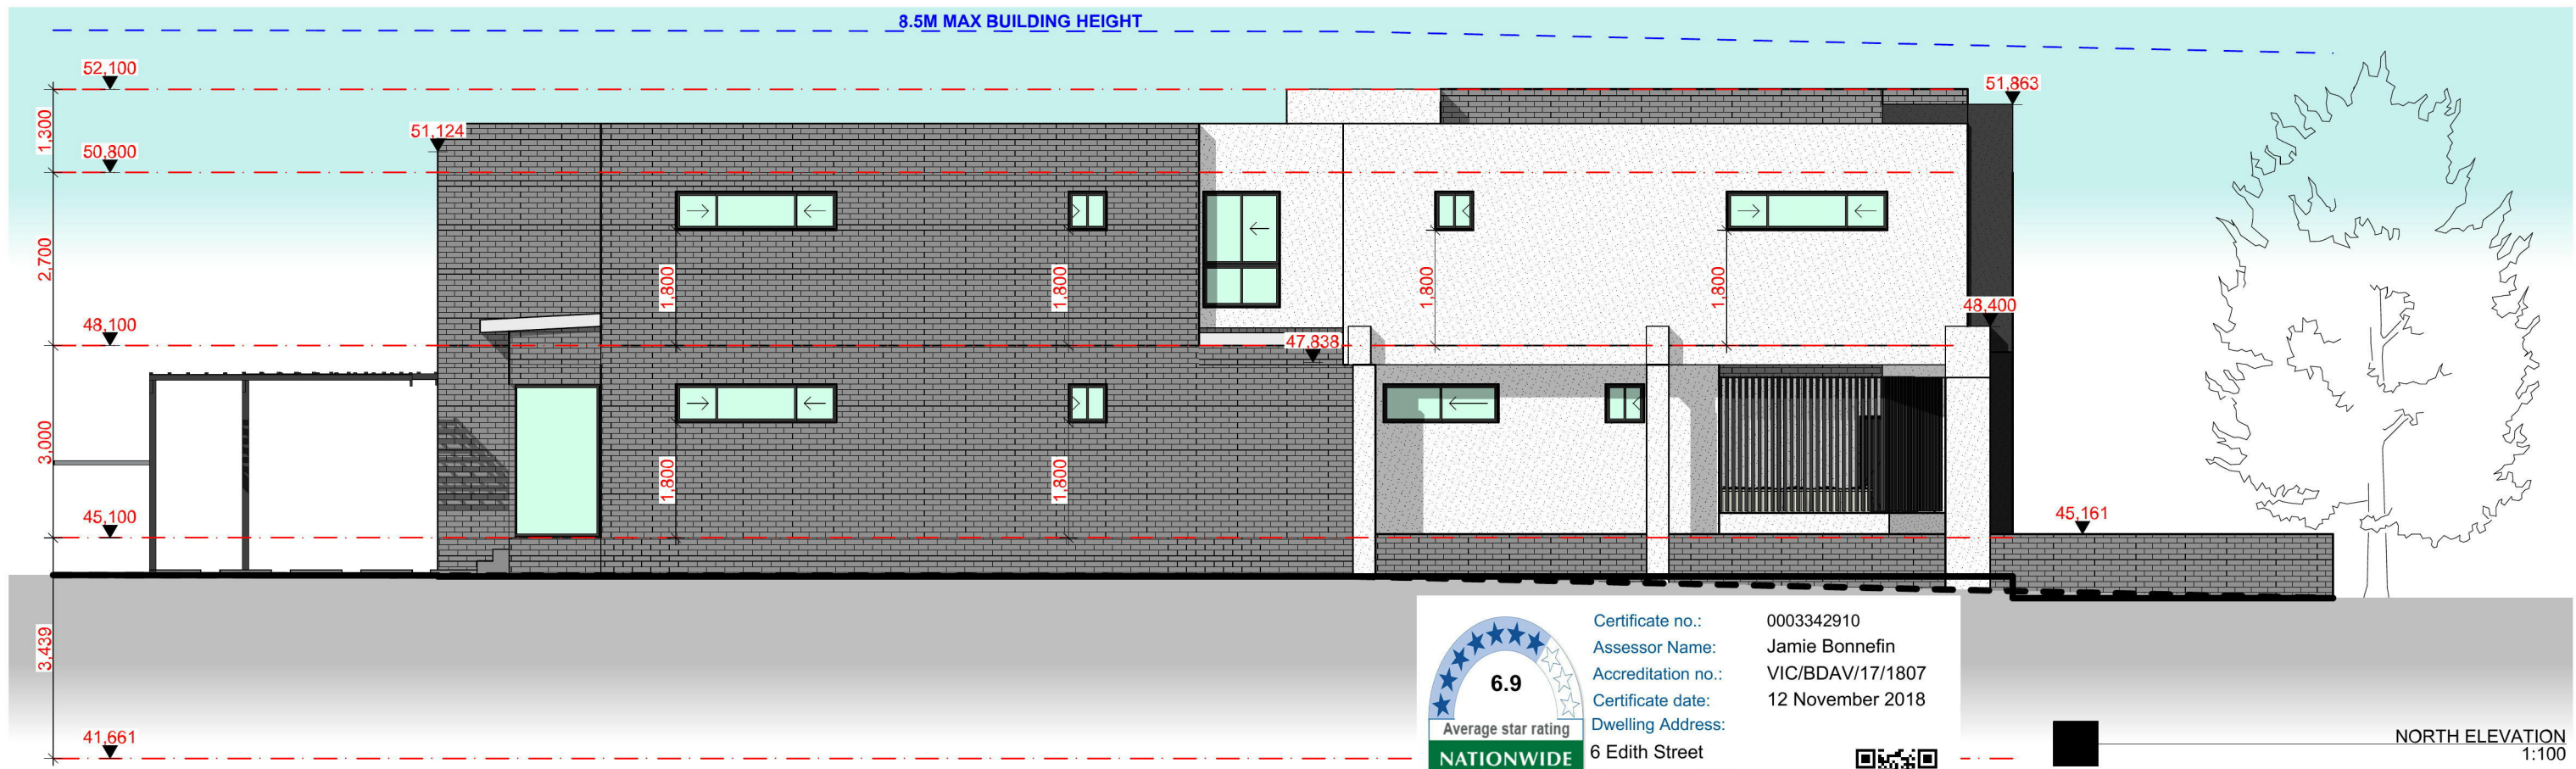 8.5M MAX BUILDING HEIGHT
52,100
51,863
1,300
51,124
50,800
2,700
1,800
1,800
1,800
1,800
48,400
48,100
47,838
3,000
1,800
1,800
45,100
45,161
3,439
41,661
6.9
Average star rating
NATIONWIDE
Certificate no.: 0003342910
Assessor Name: Jamie Bonnefin
Accreditation no.: VIC/BDAV/17/1807
Certificate date: 12 November 2018
Dwelling Address:
6 Edith Street
NORTH ELEVATION
1:100